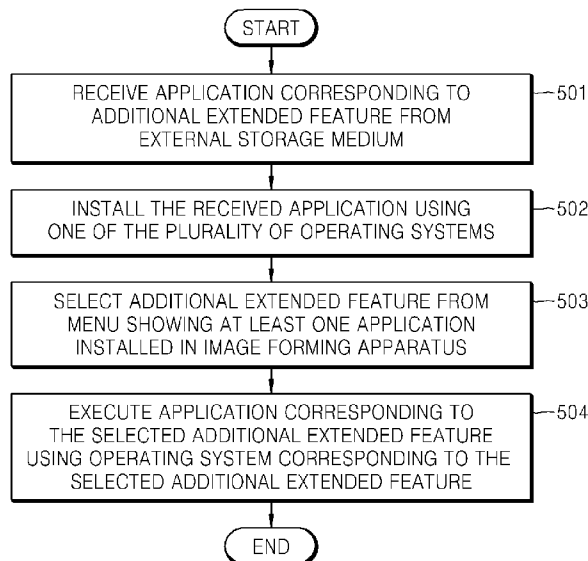 START
RECEIVE APPLICATION CORRESPONDING TO
ADDITIONAL EXTENDED FEATURE FROM
EXTERNAL STORAGE MEDIUM
501
INSTALL THE RECEIVED APPLICATION USING
ONE OF THE PLURALITY OF OPERATING SYSTEMS
502
SELECT ADDITIONAL EXTENDED FEATURE FROM
MENU SHOWING AT LEAST ONE APPLICATION
INSTALLED IN IMAGE FORMING APPARATUS
503
EXECUTE APPLICATION CORRESPONDING TO
THE SELECTED ADDITIONAL EXTENDED FEATURE
USING OPERATING SYSTEM CORRESPONDING TO THE
SELECTED ADDITIONAL EXTENDED FEATURE
504
END